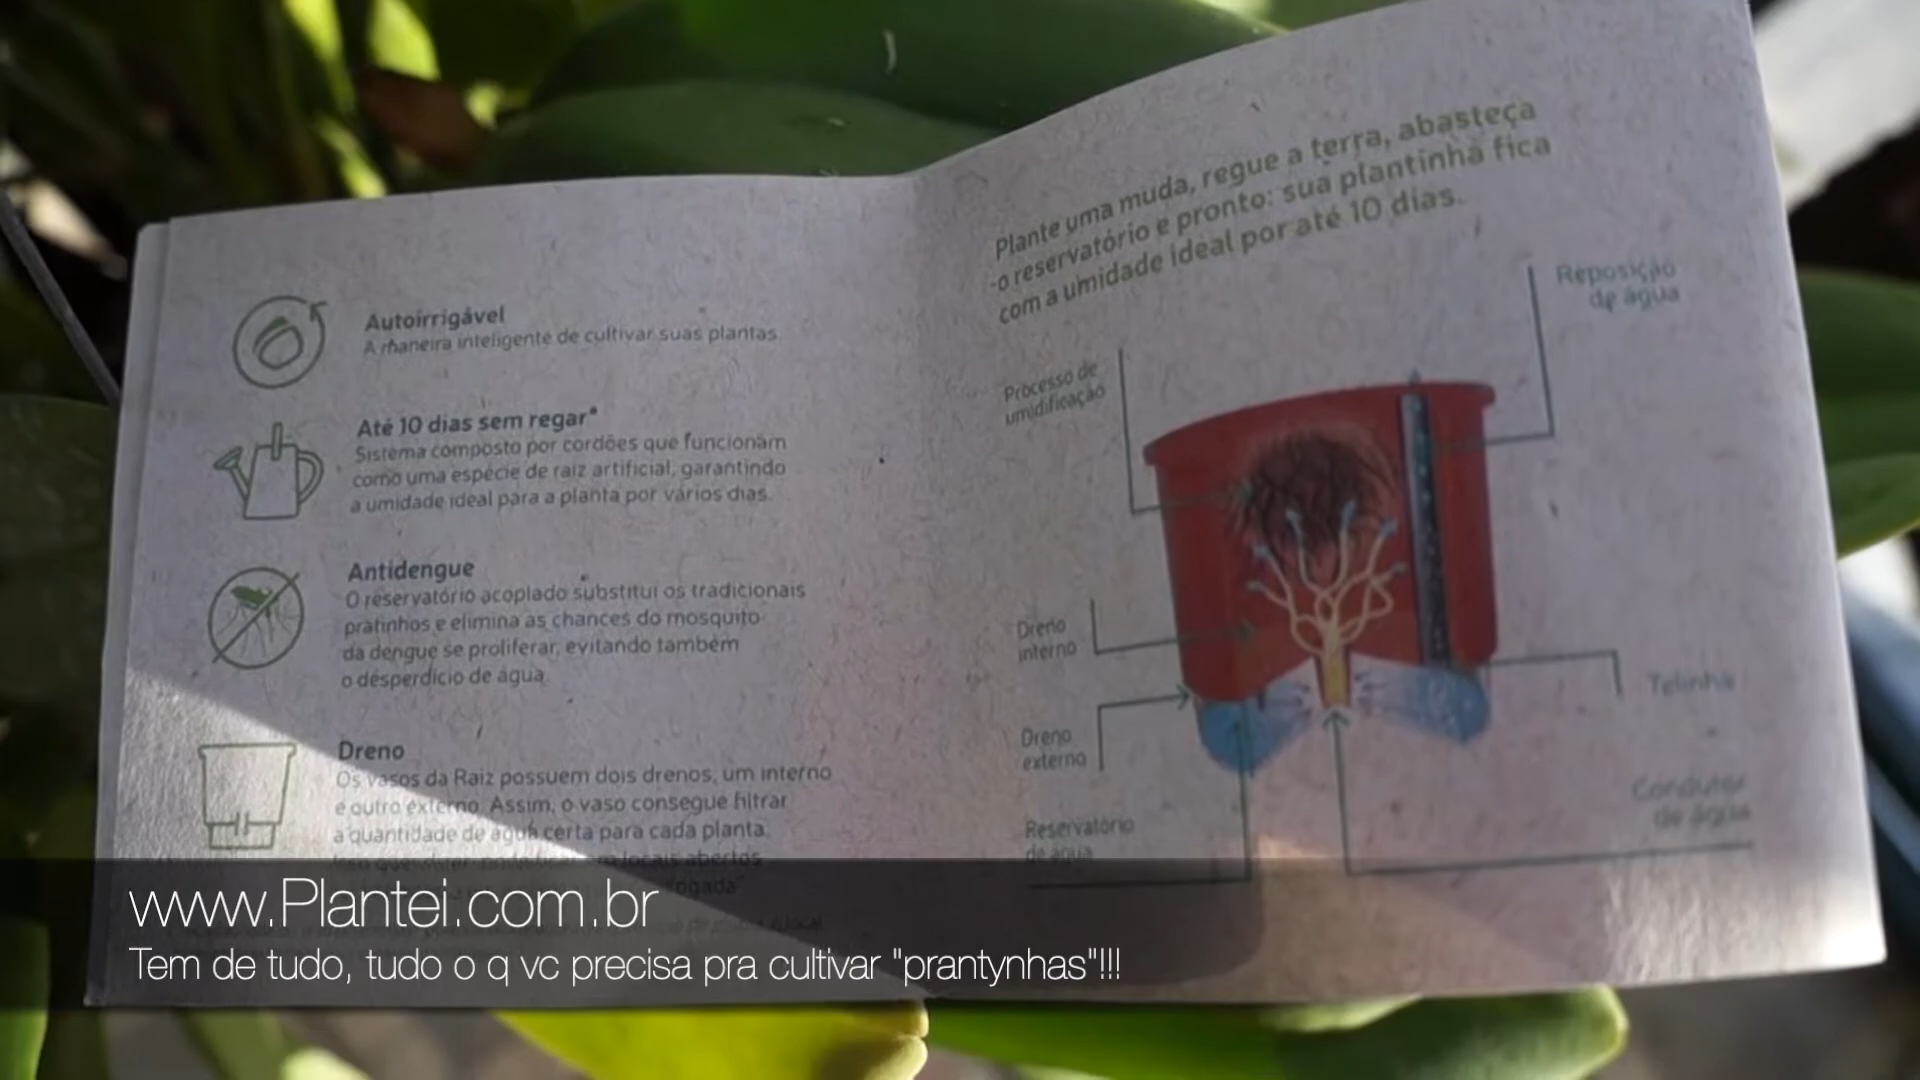 Autoirrigável
A maneira inteligente de cultivar suas plantas
Até 10 dias sem regar*
Sistema composto por cordões que funcionam
como uma espécie de raiz artificial, garantindo
a umidade ideal para a planta por vários dias.
Antidengue
O reservatório acoplado substitui os tradicionais
pratinhos e elimina as chances do mosquito
da dengue se proliferar, evitando também
o desperdício de água.
Dreno
Os vasos da Raiz possuem dois drenos, um interno
e outro externo. Assim, o vaso consegue filtrar
a quantidade de água certa para cada planta.
em locais abertos
Plante uma muda, regue a terra, abasteça
o reservatório e pronto: sua plantinha fica
com a umidade ideal por até 10 dias.
Reposição
de água
Processo de
umidificação
Dreno
interno
Telinha
Dreno
externo
Condutor
de água
Reservatório
de água
www.Plantei.com.br
Tem de tudo, tudo o q vc precisa pra cultivar "prantynhas"!!!